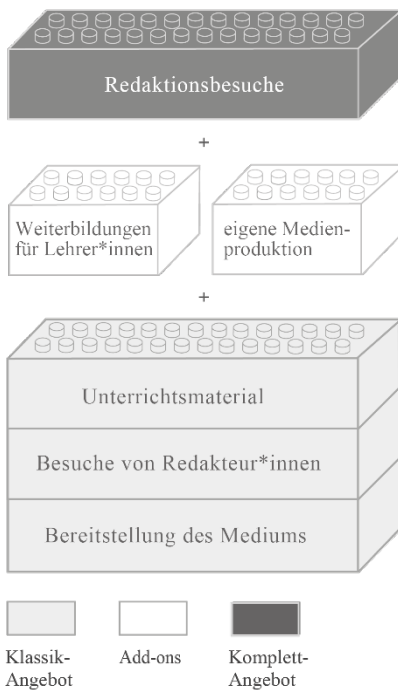 Redaktionsbesuche
+
Weiterbildungen
für Lehrer*innen
eigene Medien-
produktion
+
Unterrichtsmaterial
Besuche von Redakteur*innen
Bereitstellung des Mediums
Klassik-
Angebot
Add-ons
Komplett-
Angebot